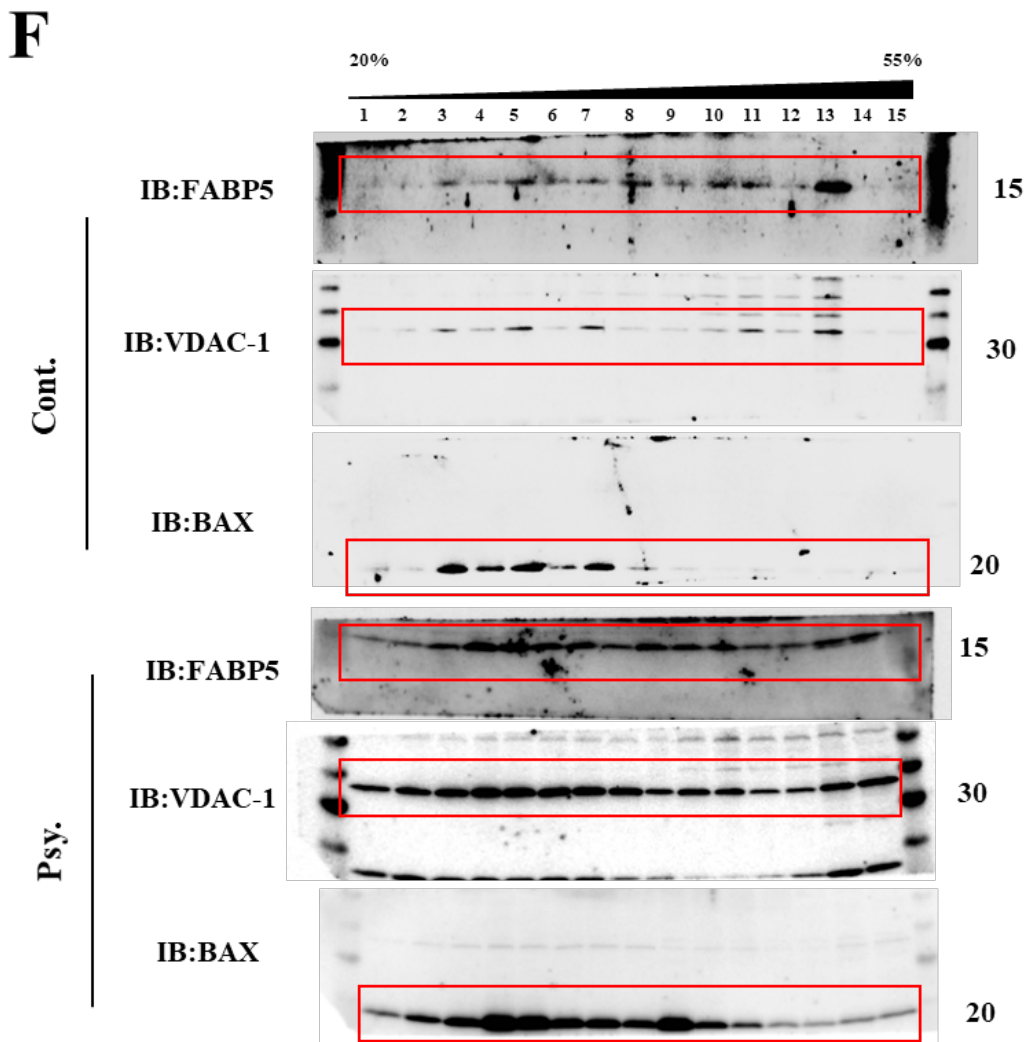 F
20% 55%
1 2 3 4 5 6 7 8 9 10 11 12 13 14 15
IB:FABP5 15
IB:VDAC-1 30
Cont.
IB:BAX 20
IB:FABP5 15
IB:VDAC-1 30
Psy.
IB:BAX 20